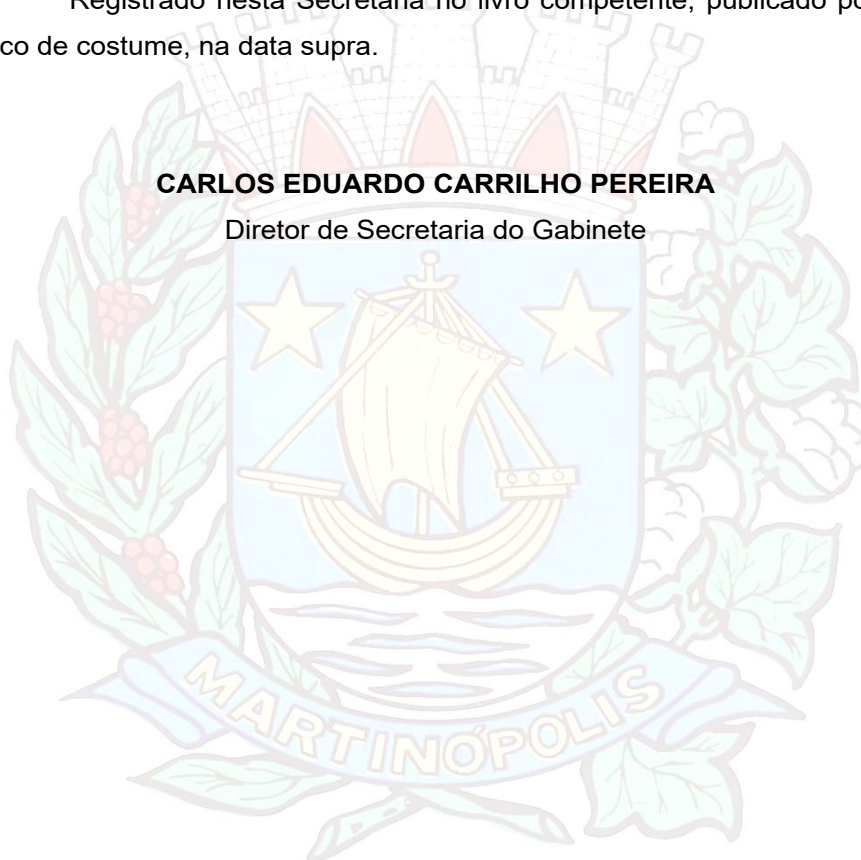 Registrado nesta Secretaria no livro competente, publicado po
co de costume, na data supra.
CARLOS EDUARDO CARRILHO PEREIRA
Diretor de Secretaria do Gabinete
MARTINÓPOLIS